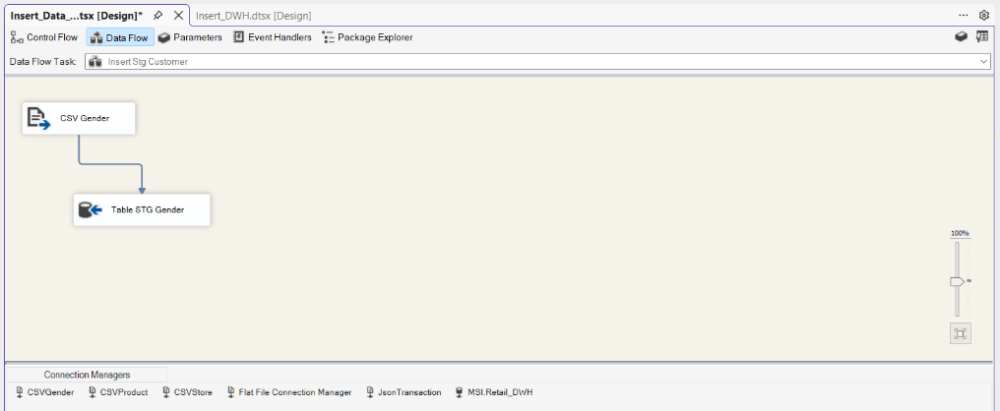 Insert_Data_...tsx [Design]* Insert_DWH.dtsx [Design]
Control Flow Data Flow Parameters Event Handlers Package Explorer
Data Flow Task: Insert Stg Customer
CSV Gender
Table STG Gender
100%
Connection Managers
CSVGender CSVProduct CSVStore Flat File Connection Manager JsonTransaction MSI.Retail_DWH